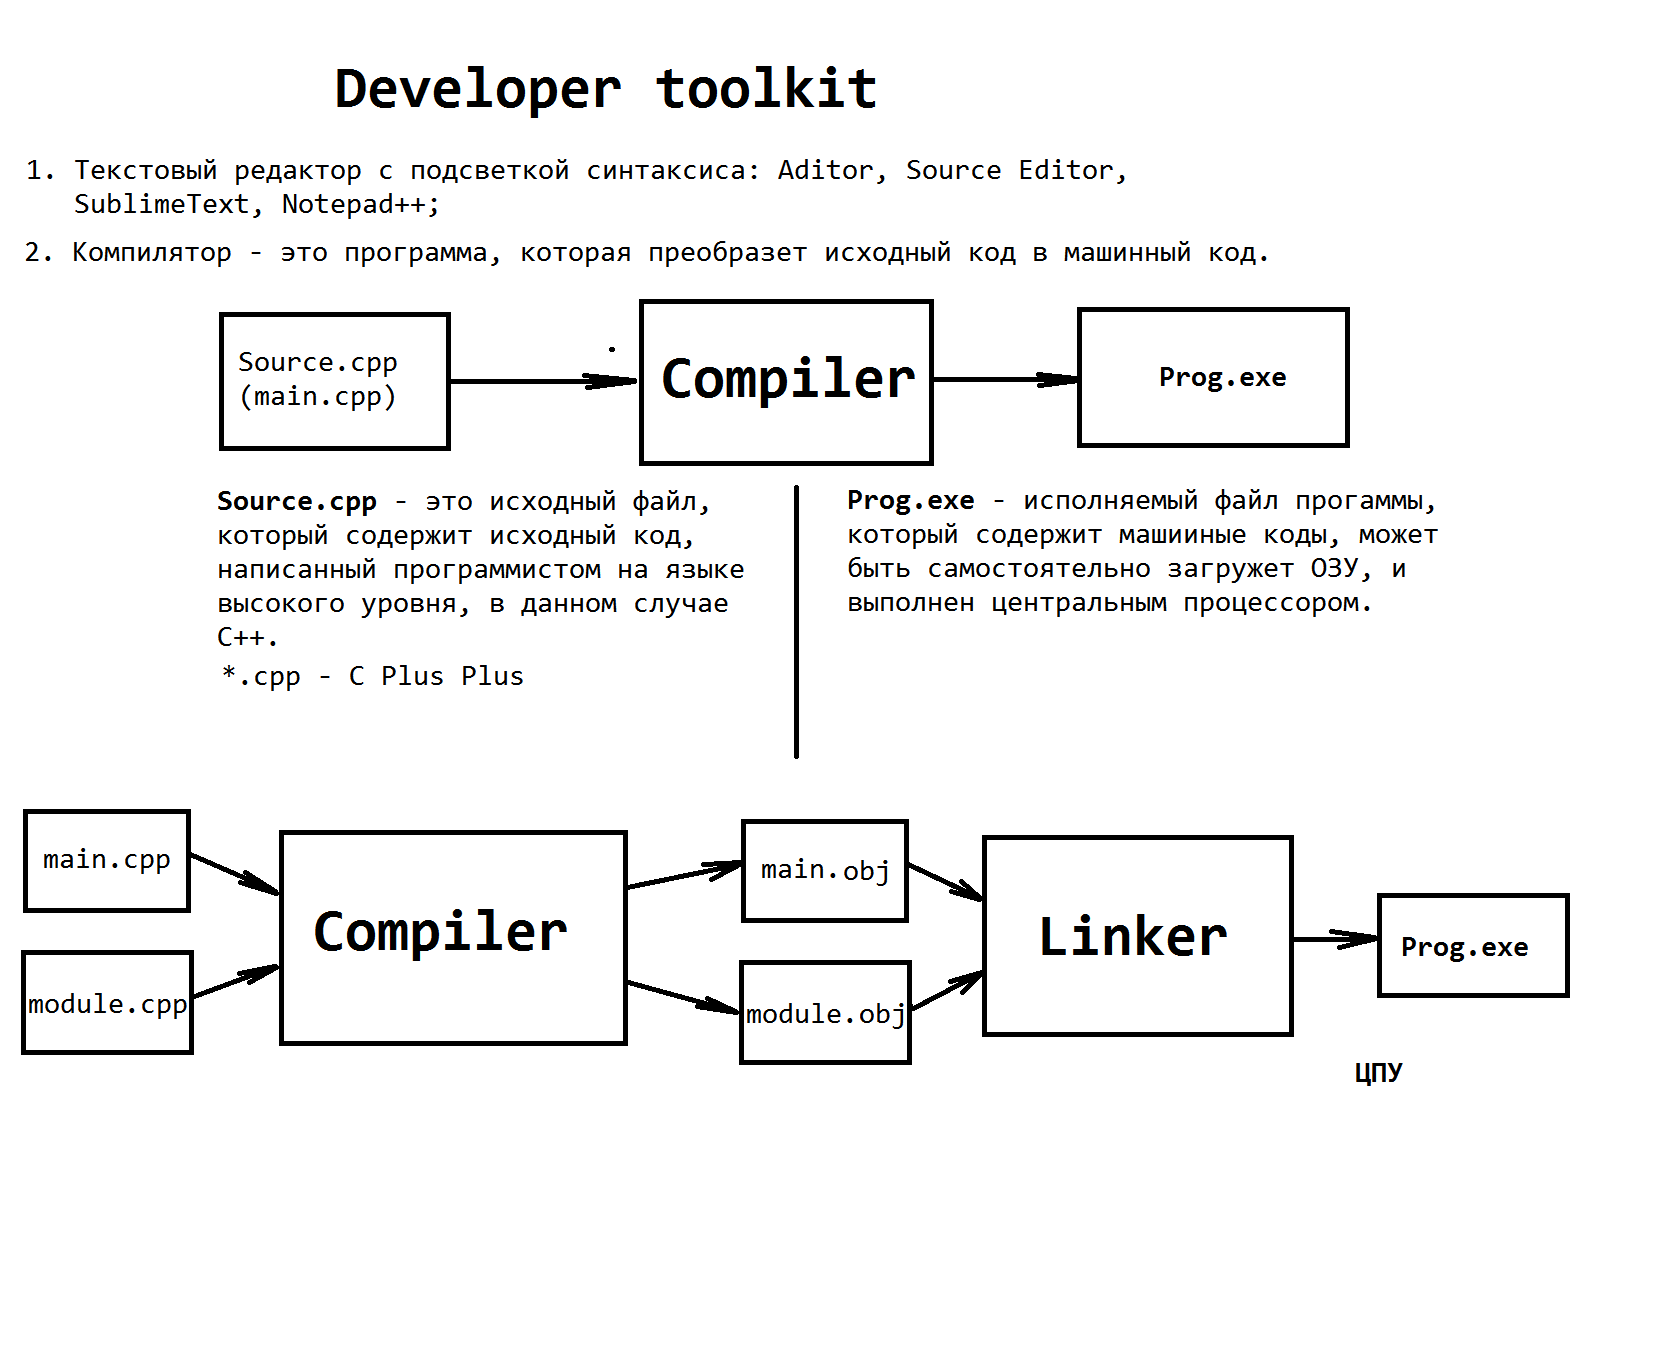 Developer toolkit
1. Текстовый редактор с подсветкой синтаксиса: Aditor, Source Editor,
SublimeText, Notepad++;
2. Компилятор - это программа, которая преобразет исходный код в машинный код.
Source.cpp
(main.cpp)
Compiler
Prog.exe
Source.cpp - это исходный файл,
который содержит исходный код,
написанный программистом на языке
высокого уровня, в данном случае
C++.
*.cpp - C Plus Plus
Prog.exe - исполняемый файл прогаммы,
который содержит машииные коды, может
быть самостоятельно загружет ОЗУ, и
выполнен центральным процессором.
main.cpp
module.cpp
Compiler
main.obj
module.obj
Linker
Prog.exe
ЦПУ